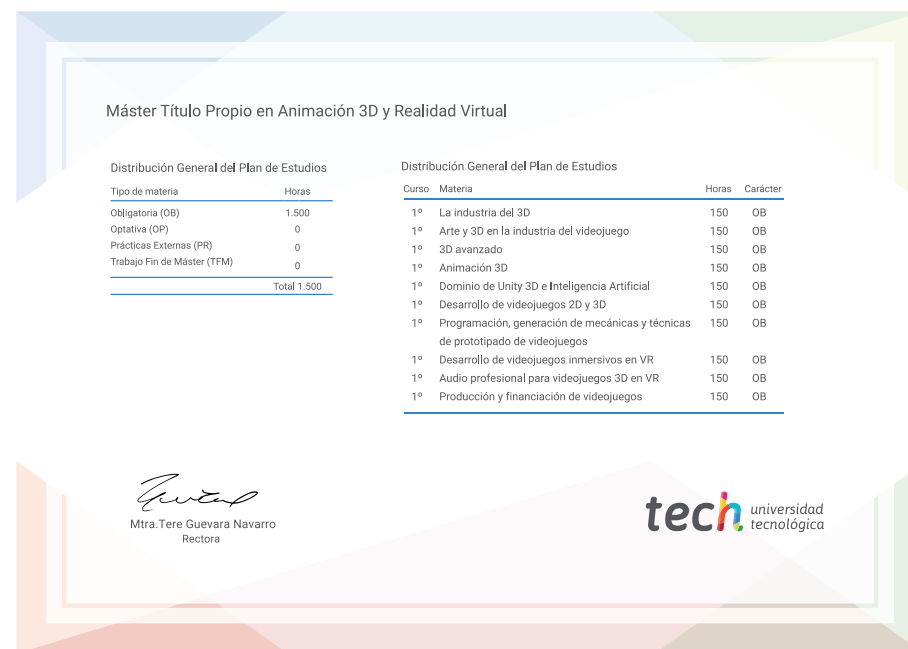 Máster Título Propio en Animación 3D y Realidad Virtual
Distribución General del Plan de Estudios
Tipo de materia Horas
Obligatoria (OB) 1.500
Optativa (OP) 0
Prácticas Externas (PR) 0
Trabajo Fin de Máster (TFM) 0
Total 1.500
Distribución General del Plan de Estudios
Curso Materia Horas Carácter
1º La industria del 3D 150 OB
1º Arte y 3D en la industria del videojuego 150 OB
1º 3D avanzado 150 OB
1º Animación 3D 150 OB
1º Dominio de Unity 3D e Inteligencia Artificial 150 OB
1º Desarrollo de videojuegos 2D y 3D 150 OB
1º Programación, generación de mecánicas y técnicas 150 OB
de prototipado de videojuegos
1º Desarrollo de videojuegos inmersivos en VR 150 OB
1º Audio profesional para videojuegos 3D en VR 150 OB
1º Producción y financiación de videojuegos 150 OB
Mtra.Tere Guevara Navarro
Rectora
tech universidad
tecnológica